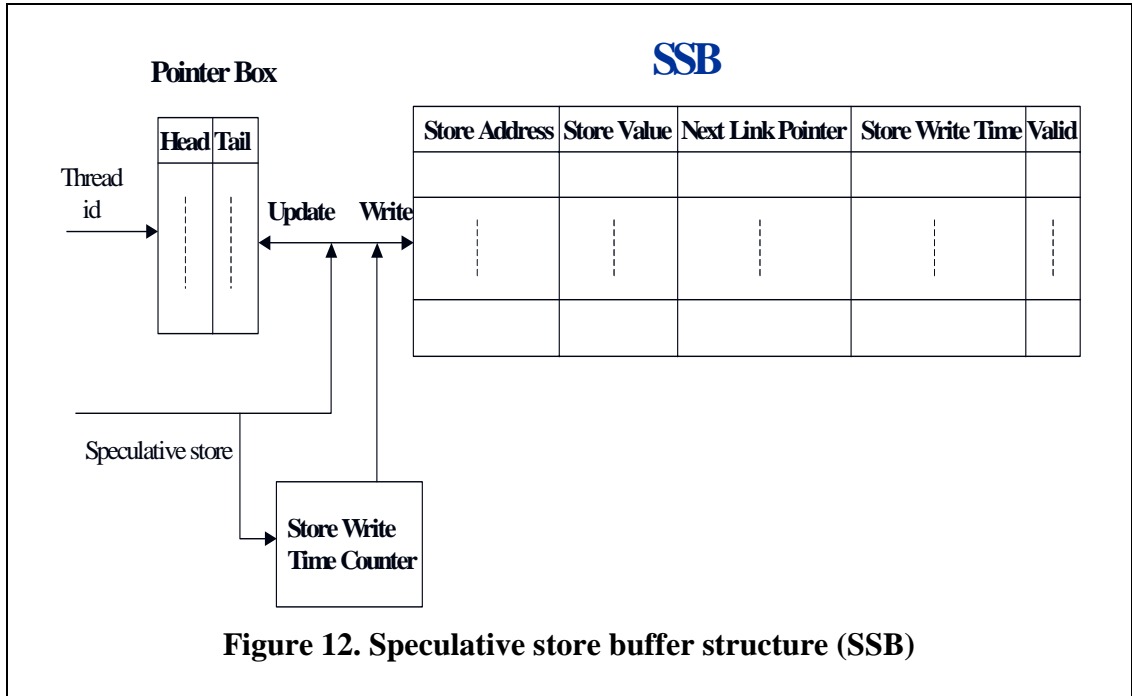 SSB
Pointer Box
Head Tail
Store Address Store Value Next Link Pointer Store Write Time Valid
Thread
id
Update Write
Speculative store
Store Write
Time Counter
Figure 12. Speculative store buffer structure (SSB)